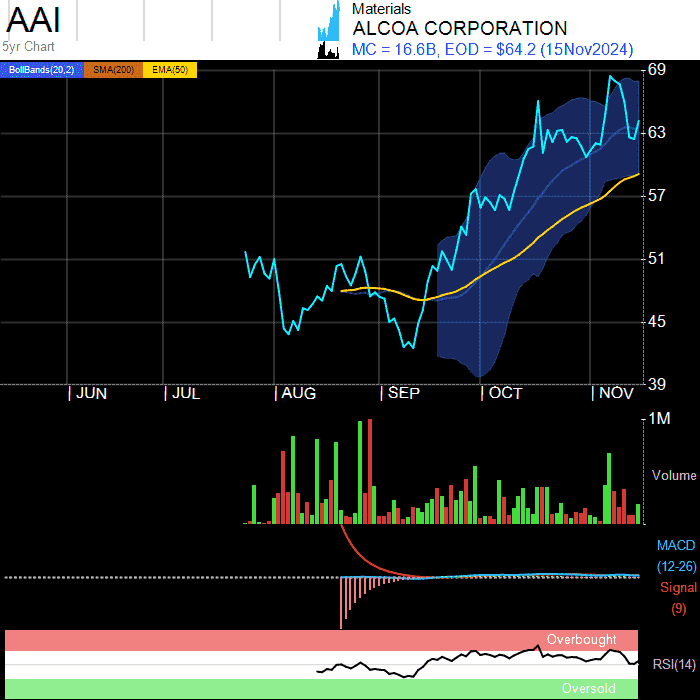 AAI
5yr Chart
Materials
ALCOA CORPORATION
MC = 16.6B, EOD = $64.2 (15Nov2024)
BollBands(20,2) SMA(200) EMA(50)
69
63
57
51
45
39
| JUN | JUL | AUG | SEP | OCT | NOV
1M
Volume
MACD
(12-26)
Signal
(9)
Overbought
RSI(14)
Oversold